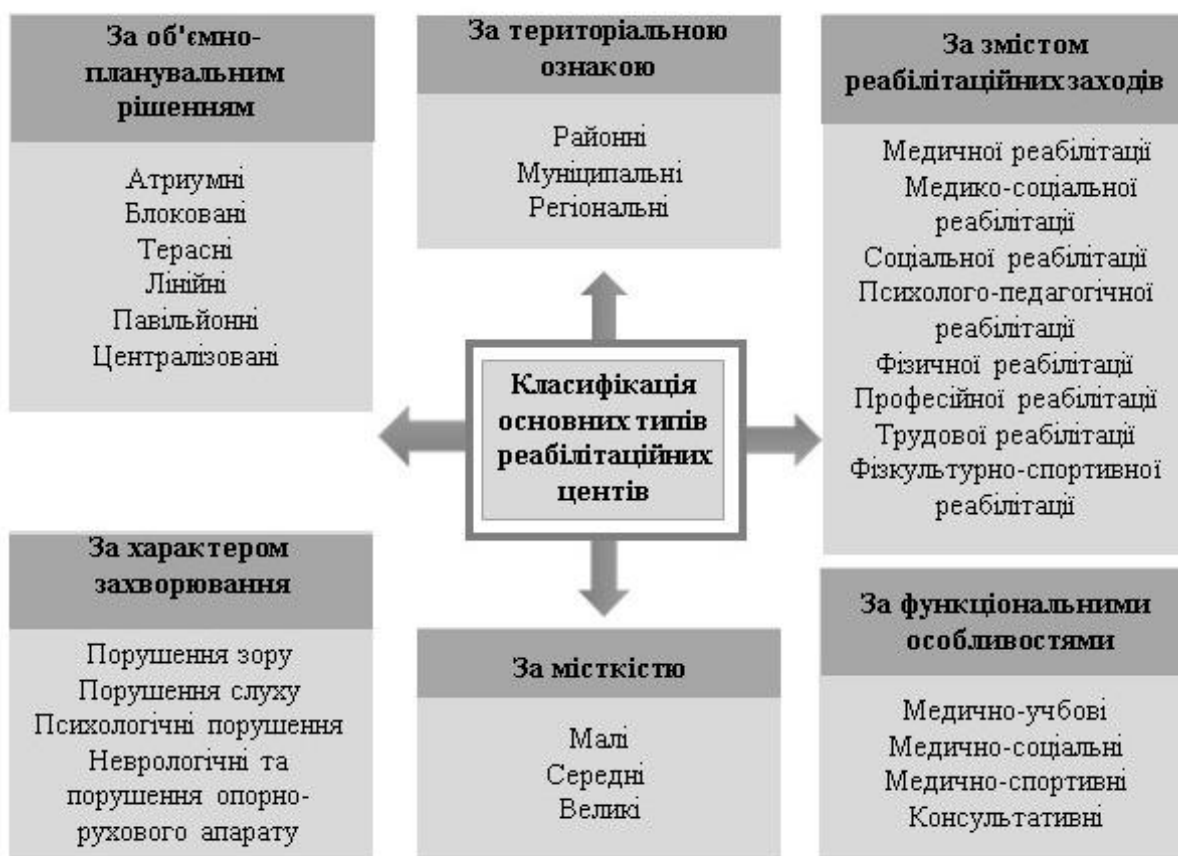 За об'ємно-
планувальним
рішенням
Атриумні
Блоковані
Терасні
Лінійні
Павільйонні
Централізовані
За територіальною
ознакою
Районні
Муніципальні
Регіональні
За змістом
реабілітаційних заходів
Медичної реабілітації
Медико-соціальної
реабілітації
Соціальної реабілітації
Психолого-педагогічної
реабілітації
Фізичної реабілітації
Професійної реабілітації
Трудової реабілітації
Фізкультурно-спортивної
реабілітації
Класифікація
основних типів
реабілітаційних
центів
За характером
захворювання
Порушення зору
Порушення слуху
Психологічні порушення
Неврологічні та
порушення опорно-
рухового апарату
За місткістю
Малі
Середні
Великі
За функціональними
особливостями
Медично-учбові
Медично-соціальні
Медично-спортивні
Консультативні